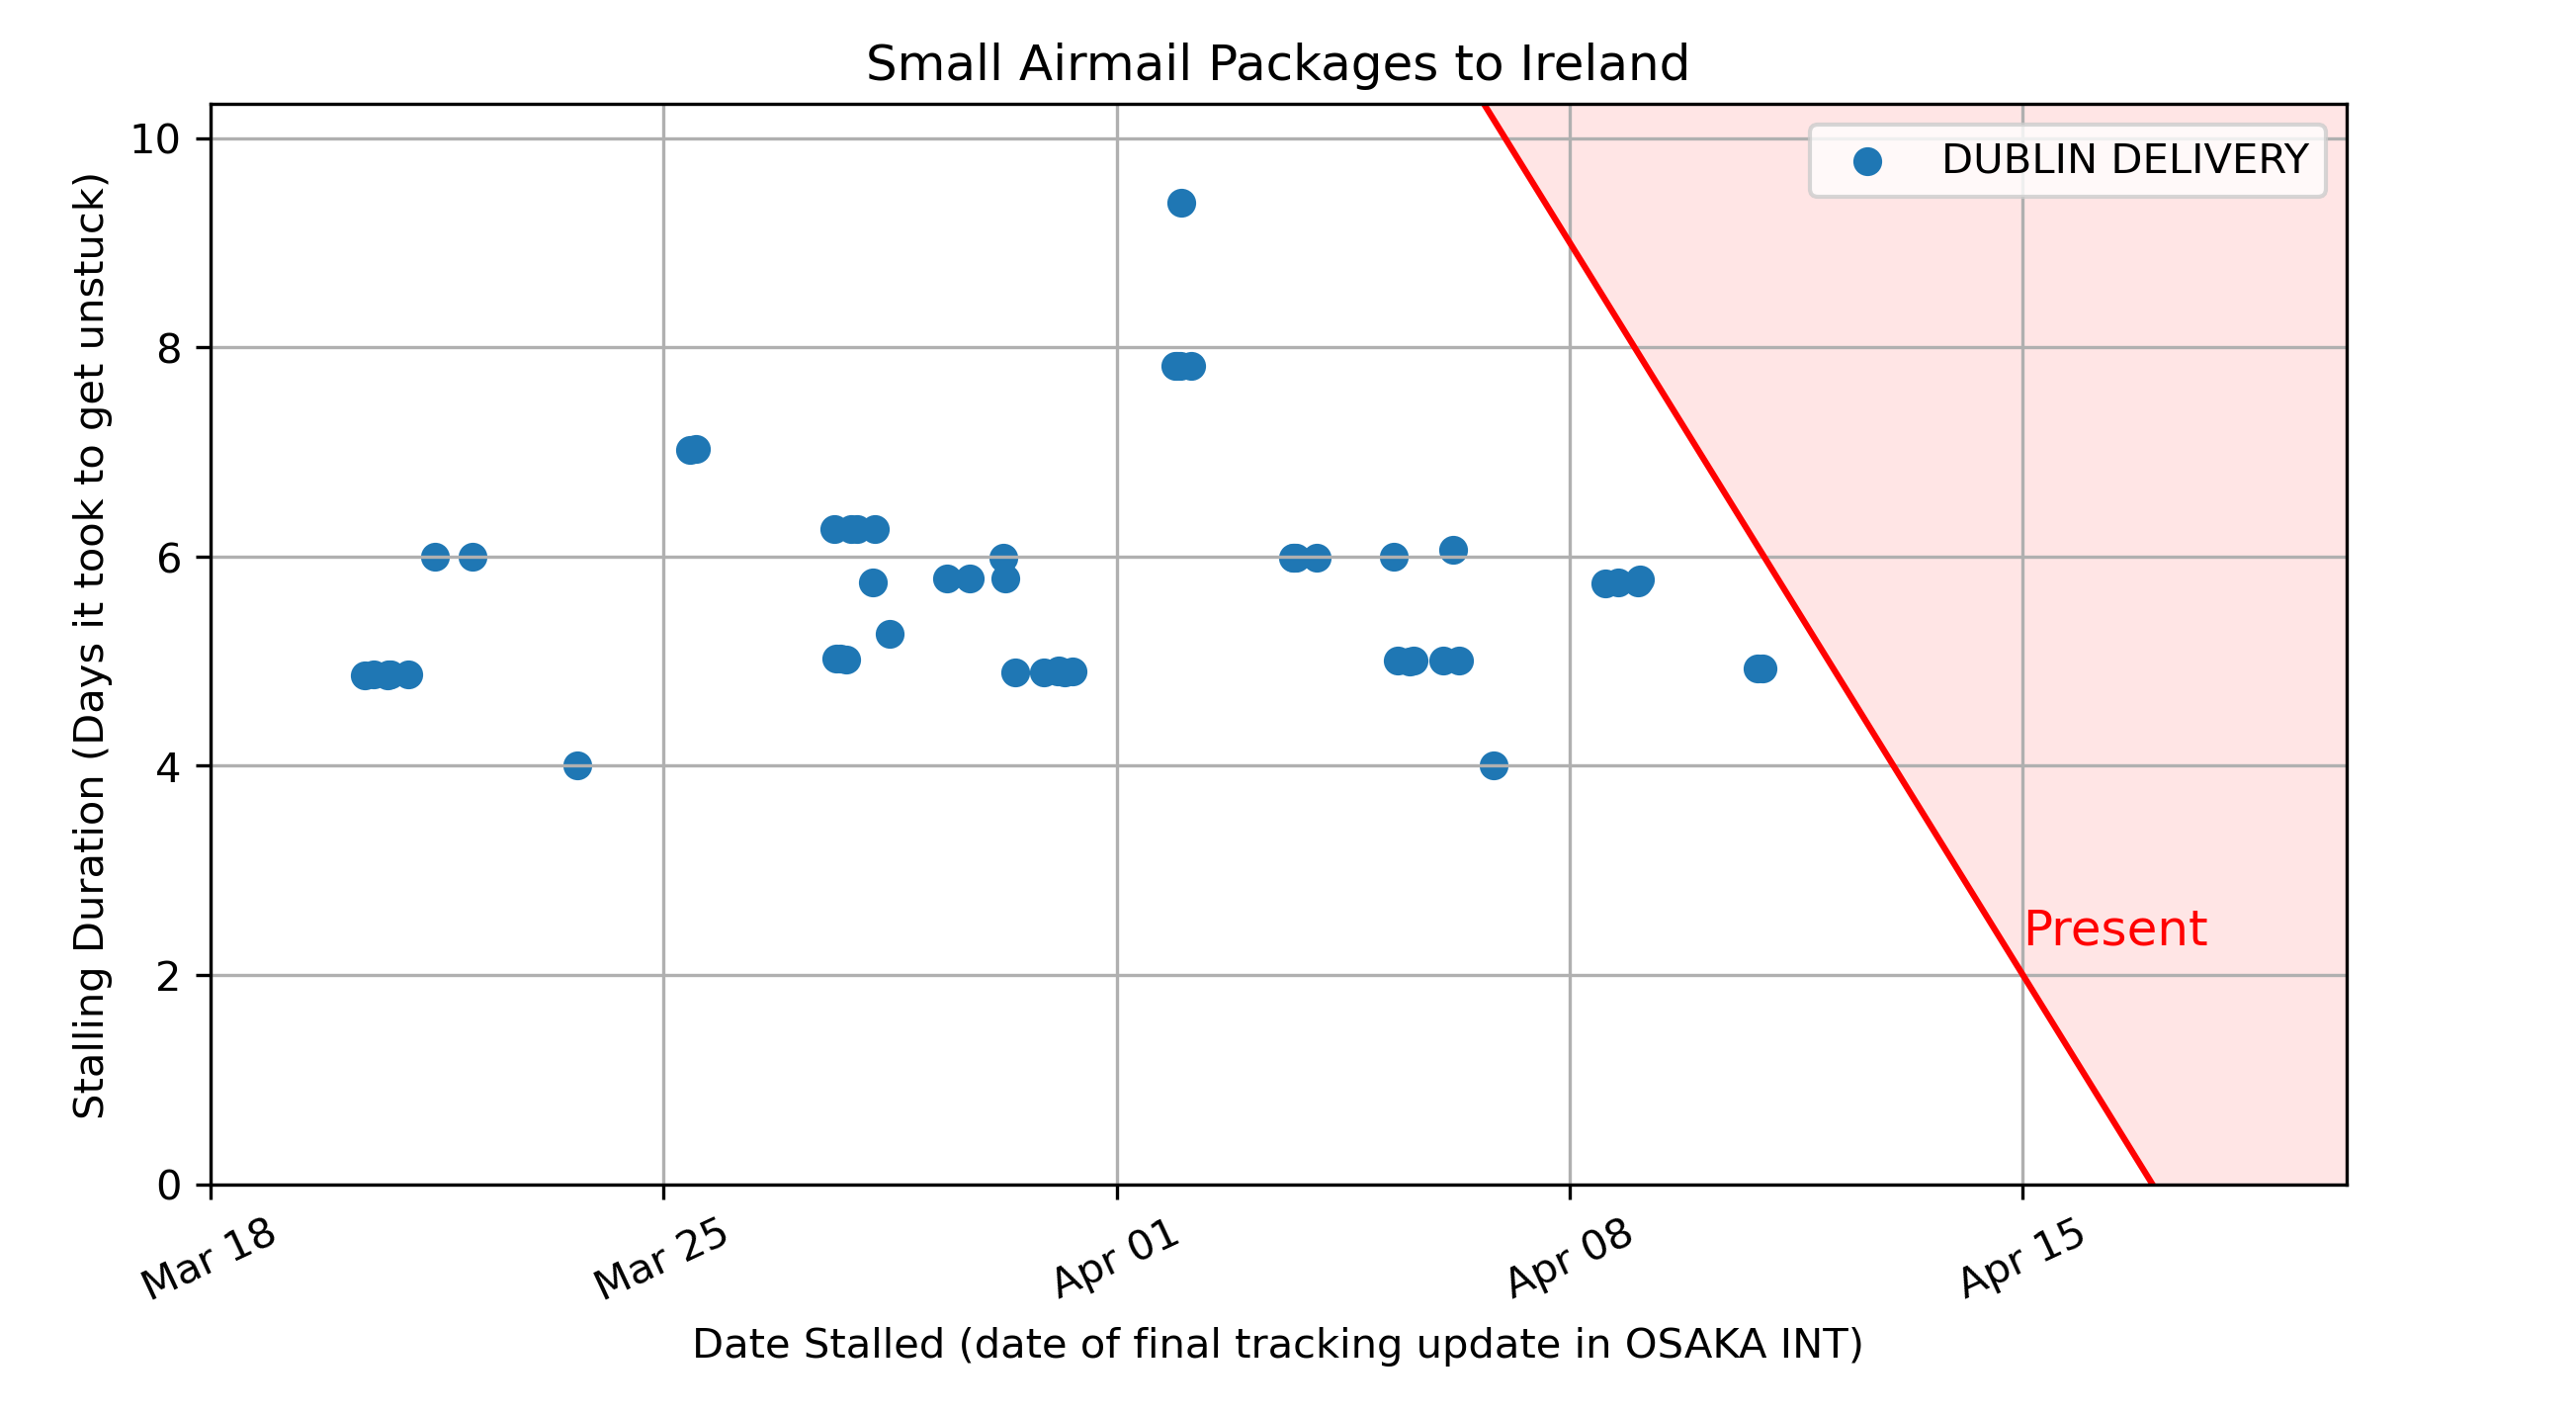 Small Airmail Packages to Ireland
Stalling Duration (Days it took to get unstuck)
10
8
6
4
2
0
DUBLIN DELIVERY
Present
Mar 18
Mar 25
Apr 01
Apr 08
Apr 15
Date Stalled (date of final tracking update in OSAKA INT)